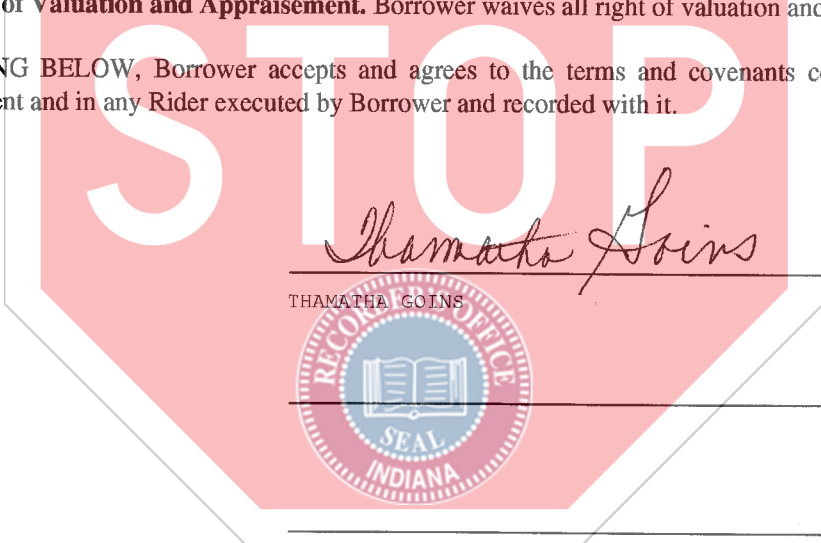 of Valuation and Appraisement. Borrower waives all right of valuation and
NG BELOW, Borrower accepts and agrees to the terms and covenants c
ent and in any Rider executed by Borrower and recorded with it.
STOP
Thamatha Goins
THAMATHA GOINS
RECORDER'S OFFICE
SEAL
INDIANA